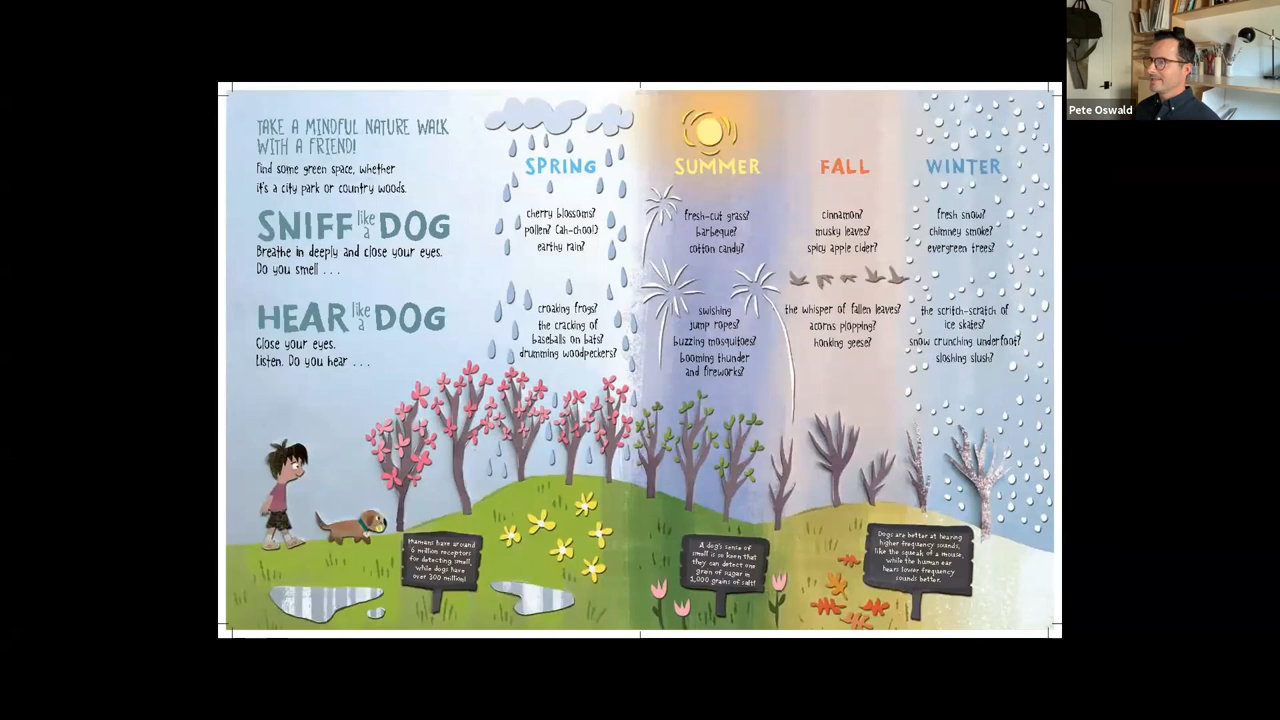 Pete Oswald
TAKE A MINDFUL NATURE WALK
WITH A FRIEND!
Find some green space, whether
it's a city park or country woods.
SNIFF like a DOG
Breathe in deeply and close your eyes.
Do you smell . . .
HEAR like a DOG
Close your eyes.
Listen. Do you hear . . .
SPRING
cherry blossoms?
pollen? (ah-choo!)
earthy rain?
croaking frogs?
the cracking of
baseballs on bats?
drumming woodpeckers?
SUMMER
fresh-cut grass?
barbeque?
cotton candy?
swishing
jump ropes?
buzzing mosquitoes?
booming thunder
and fireworks?
FALL
cinnamon?
musky leaves?
spicy apple cider?
the whisper of fallen leaves?
acorns plopping?
honking geese?
WINTER
fresh snow?
chimney smoke?
evergreen trees?
the scritch-scratch of
ice skates?
snow crunching underfoot?
sloshing slush?
Humans have around
6 million receptors
for detecting smell,
while dogs have
over 300 million!
A dog's sense of
smell is so keen that
they can detect one
grain of sugar in
1,000 grains of salt!
Dogs are better at hearing
higher frequency sounds,
like the squeak of a mouse,
while the human ear
hears lower frequency
sounds better.